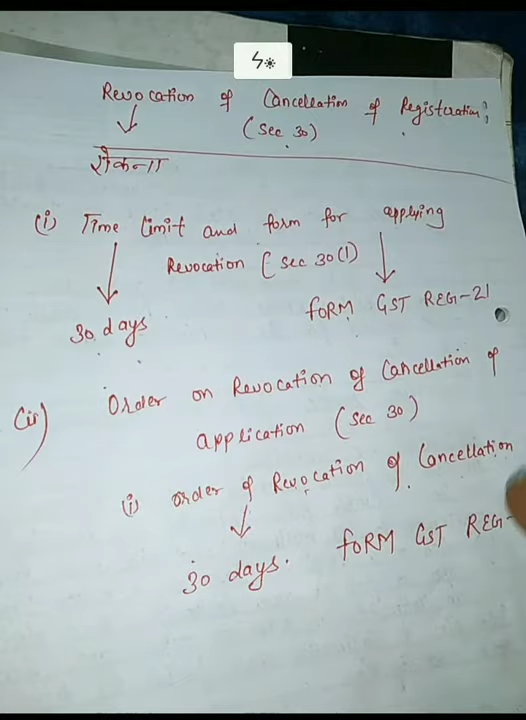 Revocation of Cancellation of Registration;
(Sec 30)
रोकना
(i) Time limit and form for applying
Revocation (Sec 30(1)
30 days
FORM GST REG-21
(ii) Order on Revocation of Cancellation of
application (Sec 30)
(i) order of Revocation of Cancellation
30 days. FORM GST REG-